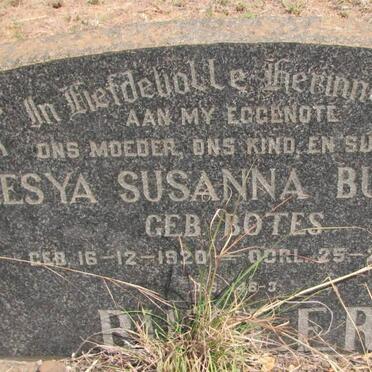 In Liefdevolle Herinn
AAN MY EGGENOTE
ONS MOEDER, ONS KIND, EN SU
ESYA SUSANNA BU
GEB BOTES
GEB. 16-12-1920 - OORL. 25-